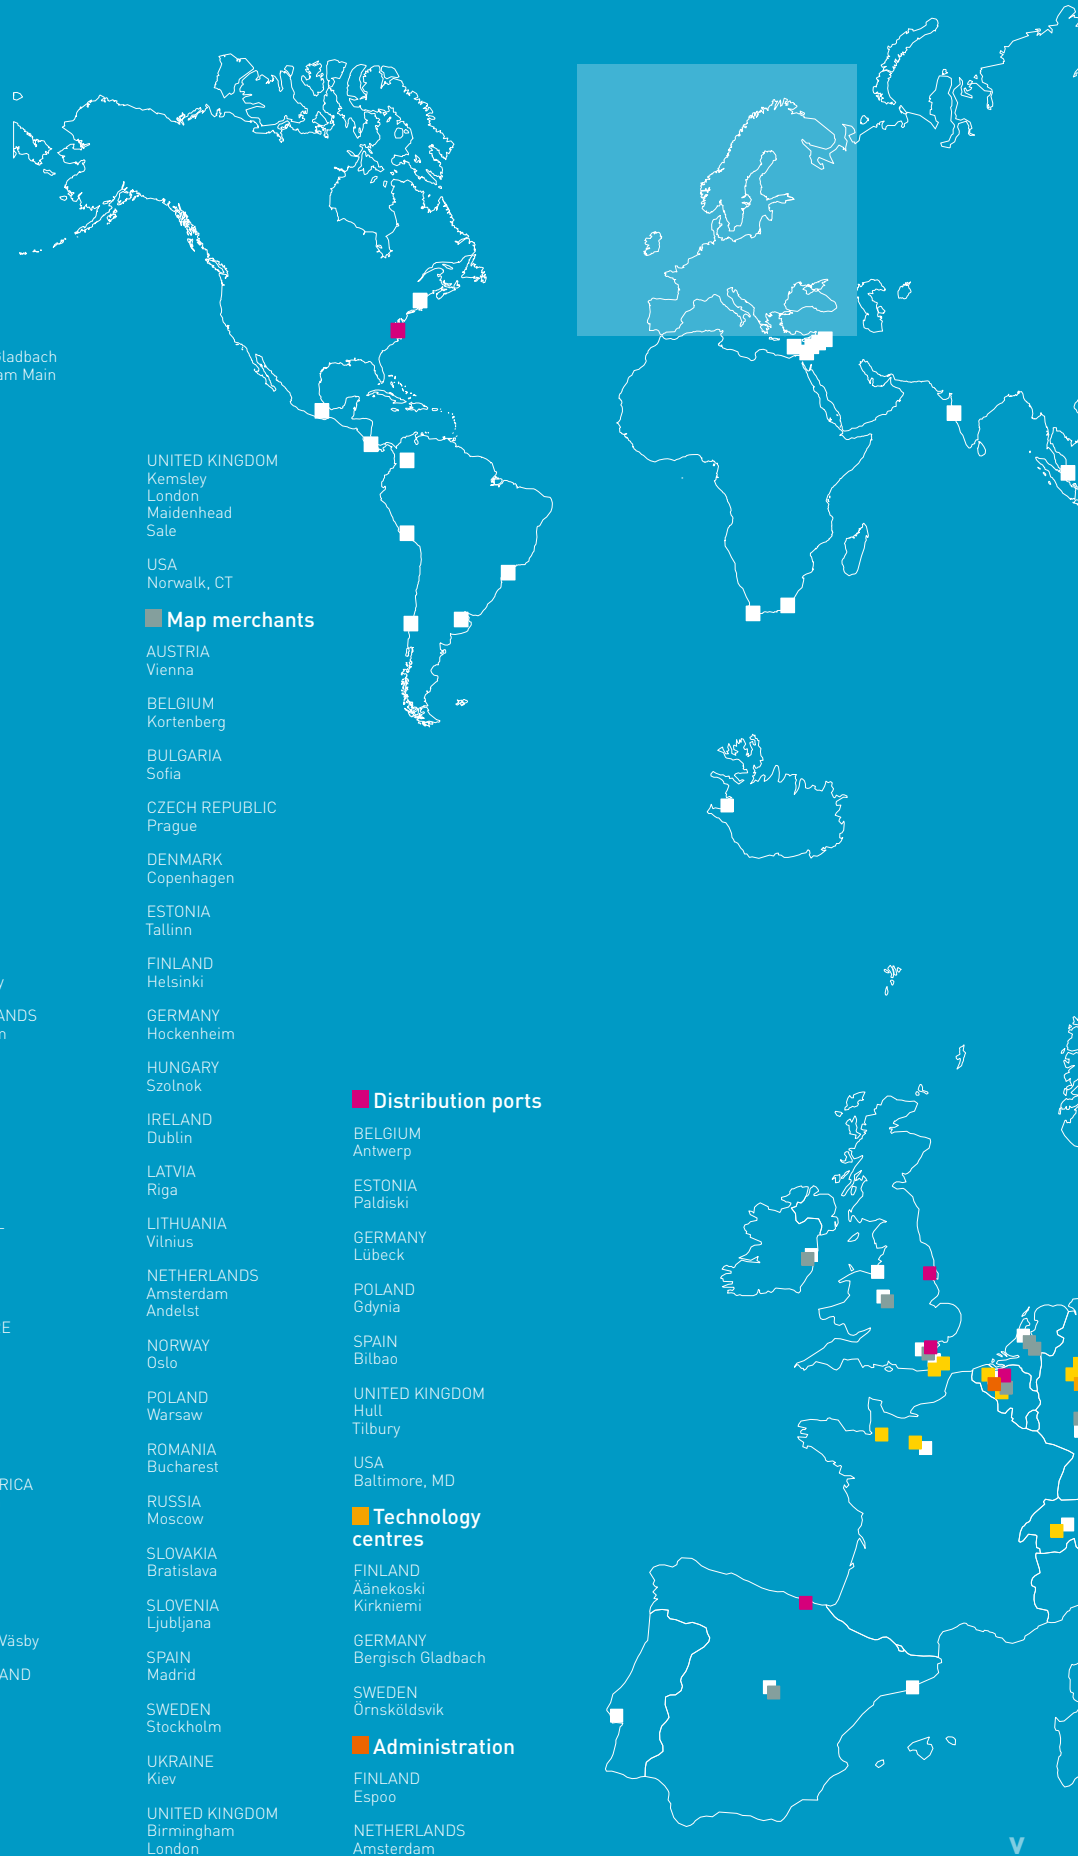 Gladbach
am Main
y
ANDS
n
L
E
RICA
Väsby
AND
UNITED KINGDOM
Kemsley
London
Maidenhead
Sale
USA
Norwalk, CT
Map merchants
AUSTRIA
Vienna
BELGIUM
Kortenberg
BULGARIA
Sofia
CZECH REPUBLIC
Prague
DENMARK
Copenhagen
ESTONIA
Tallinn
FINLAND
Helsinki
GERMANY
Hockenheim
HUNGARY
Szolnok
IRELAND
Dublin
LATVIA
Riga
LITHUANIA
Vilnius
NETHERLANDS
Amsterdam
Andelst
NORWAY
Oslo
POLAND
Warsaw
ROMANIA
Bucharest
RUSSIA
Moscow
SLOVAKIA
Bratislava
SLOVENIA
Ljubljana
SPAIN
Madrid
SWEDEN
Stockholm
UKRAINE
Kiev
UNITED KINGDOM
Birmingham
London
Distribution ports
BELGIUM
Antwerp
ESTONIA
Paldiski
GERMANY
Lübeck
POLAND
Gdynia
SPAIN
Bilbao
UNITED KINGDOM
Hull
Tilbury
USA
Baltimore, MD
Technology
centres
FINLAND
Äänekoski
Kirkniemi
GERMANY
Bergisch Gladbach
SWEDEN
Örnsköldsvik
Administration
FINLAND
Espoo
NETHERLANDS
Amsterdam
V